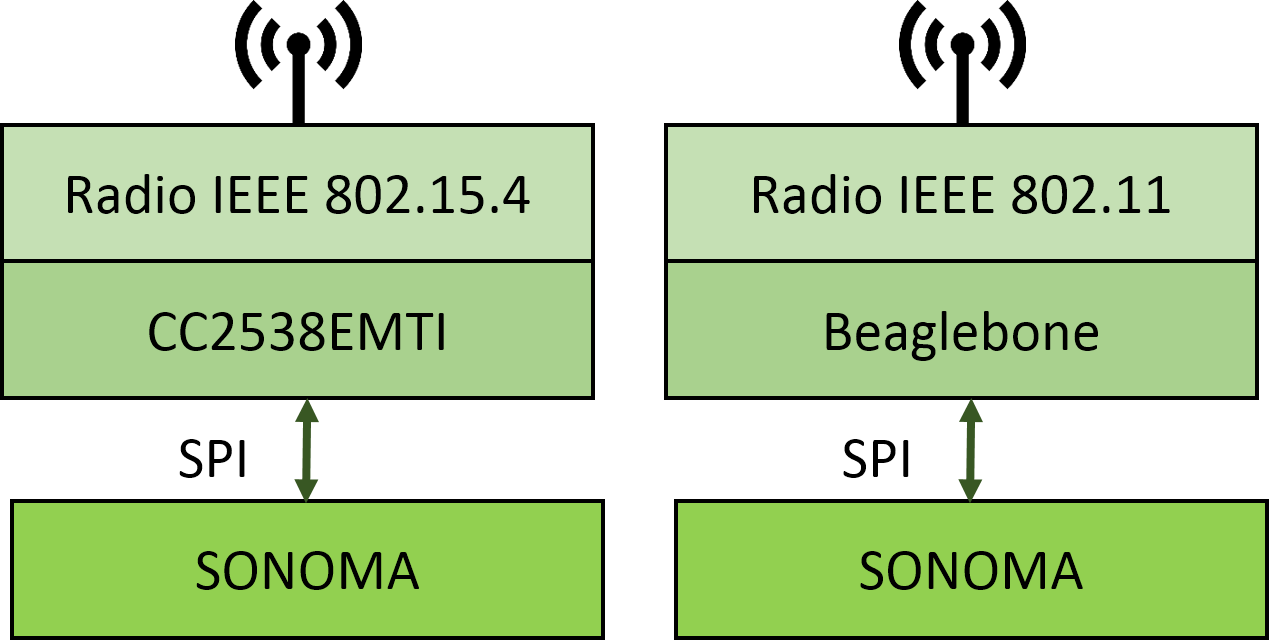 Radio IEEE 802.15.4
CC2538EMTI
SPI
SONOMA
Radio IEEE 802.11
Beaglebone
SPI
SONOMA